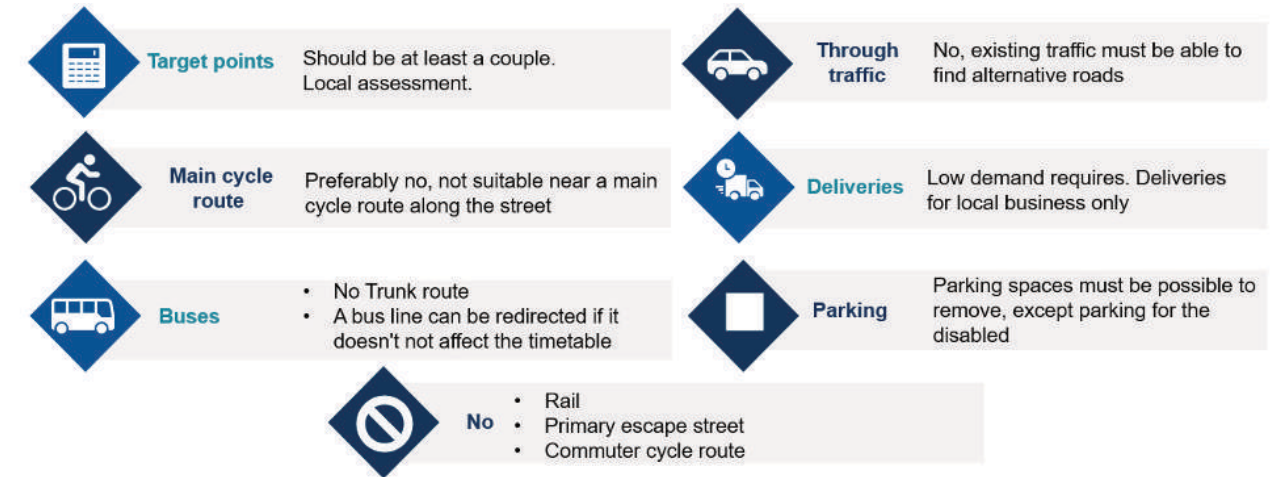 Target points
Should be at least a couple.
Local assessment.
Through
traffic
No, existing traffic must be able to
find alternative roads
Main cycle
route
Preferably no, not suitable near a main
cycle route along the street
Deliveries
Low demand requires. Deliveries
for local business only
Buses
• No Trunk route
• A bus line can be redirected if it
doesn't not affect the timetable
Parking
Parking spaces must be possible to
remove, except parking for the
disabled
No
• Rail
• Primary escape street
• Commuter cycle route